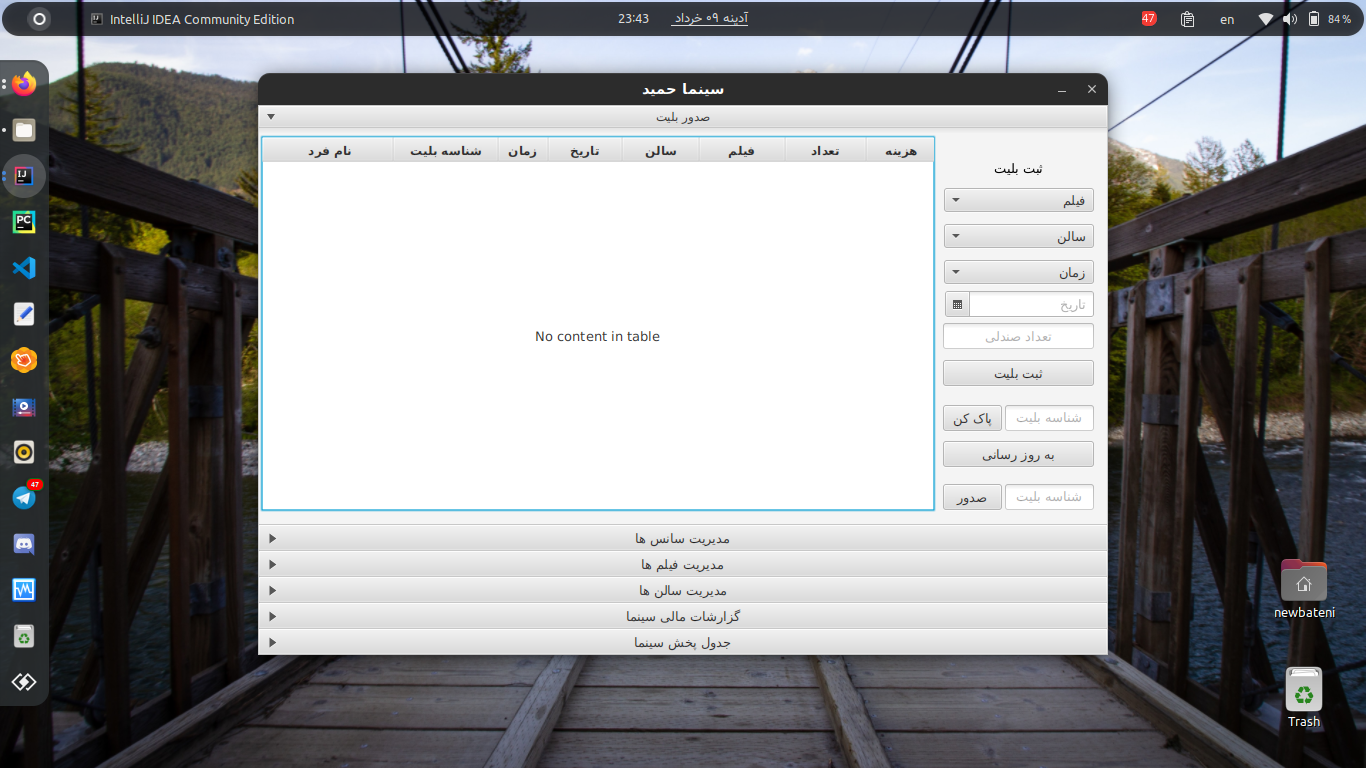 IntelliJ IDEA Community Edition
23:43 آدینه ۰۹ خرداد
47
en
84 %
سینما حمید
صدور بلیت
نام فرد شناسه بلیت زمان تاریخ سالن فیلم تعداد هزینه
No content in table
ثبت بلیت
فیلم
سالن
زمان
تاریخ
تعداد صندلی
ثبت بلیت
شناسه بلیت پاک کن
به روز رسانی
شناسه بلیت صدور
مدیریت سانس ها
مدیریت فیلم ها
مدیریت سالن ها
گزارشات مالی سینما
جدول پخش سینما
IJ
PC
47
newbateni
Trash